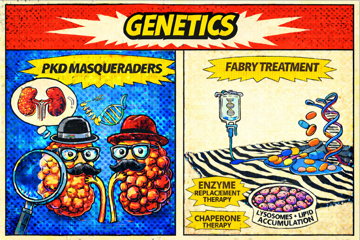 GENETICS
PKD MASQUERADERS
FABRY TREATMENT
ENZYME
REPLACEMENT
THERAPY
CHAPERONE
THERAPY
LYSOSOMES • LIPID
ACCUMULATION